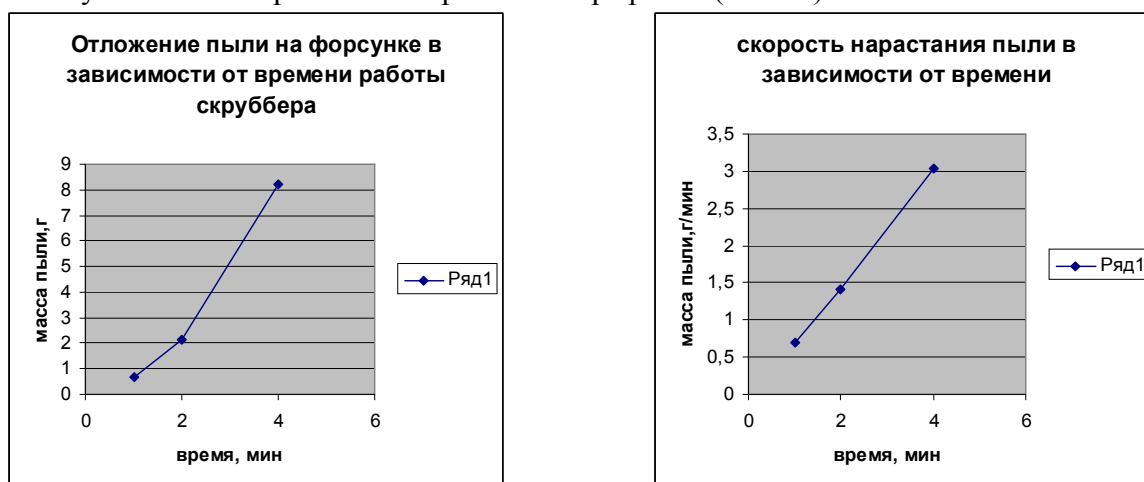 Отложение пыли на форсунке в
зависимости от времени работы
скруббера
9
8
7
6
5
4
3
2
1
0
0 2 4 6
масса пыли,г
время, мин
Ряд1
скорость нарастания пыли в
зависимости от времени
3,5
3
2,5
2
1,5
1
0,5
0
0 2 4 6
масса пыли,г/мин
время, мин
Ряд1